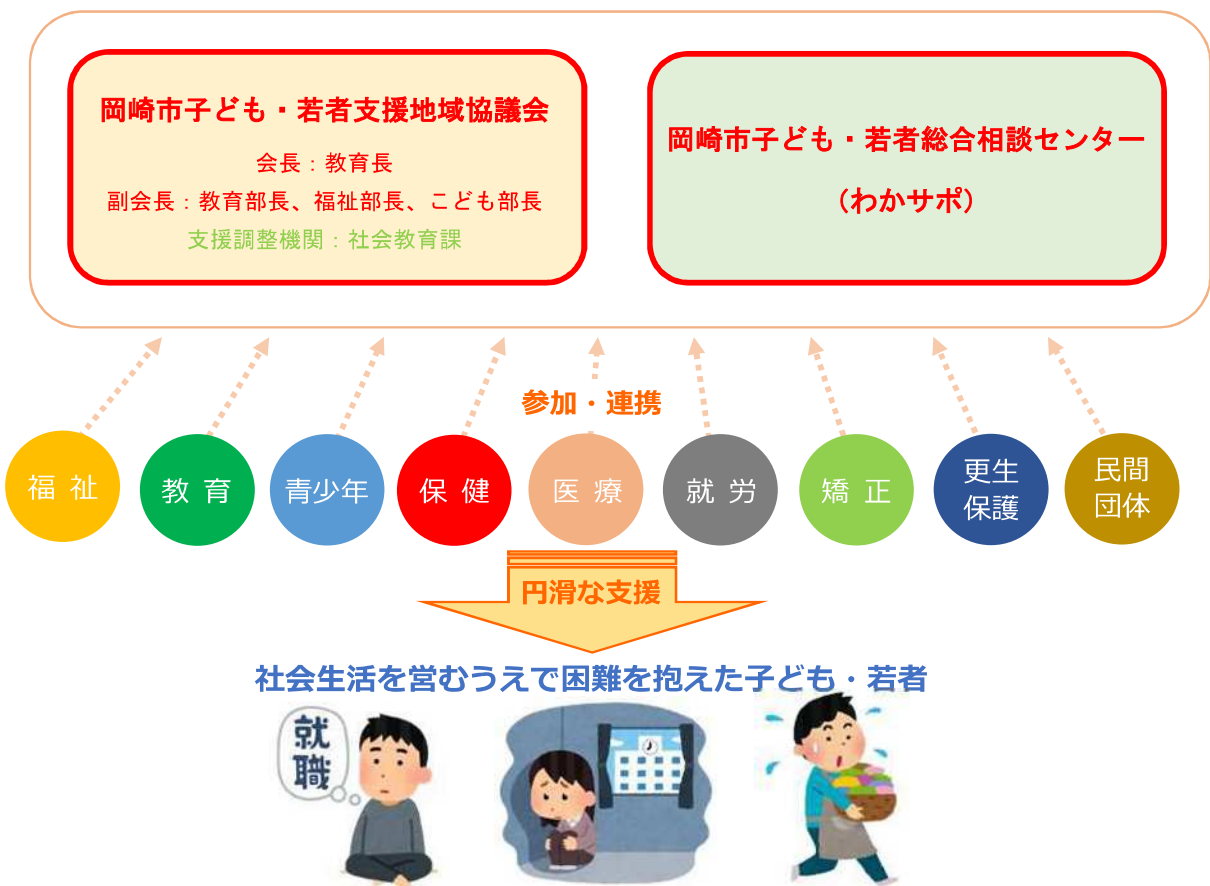 岡崎市子ども・若者支援地域協議会
会長：教育長
副会長：教育部長、福祉部長、こども部長
支援調整機関：社会教育課
岡崎市子ども・若者総合相談センター
（わかサポ）
参加・連携
福 祉
教 育
青少年
保 健
医 療
就 労
矯 正
更生
保護
民間
団体
円滑な支援
社会生活を営むうえで困難を抱えた子ども・若者
就
職